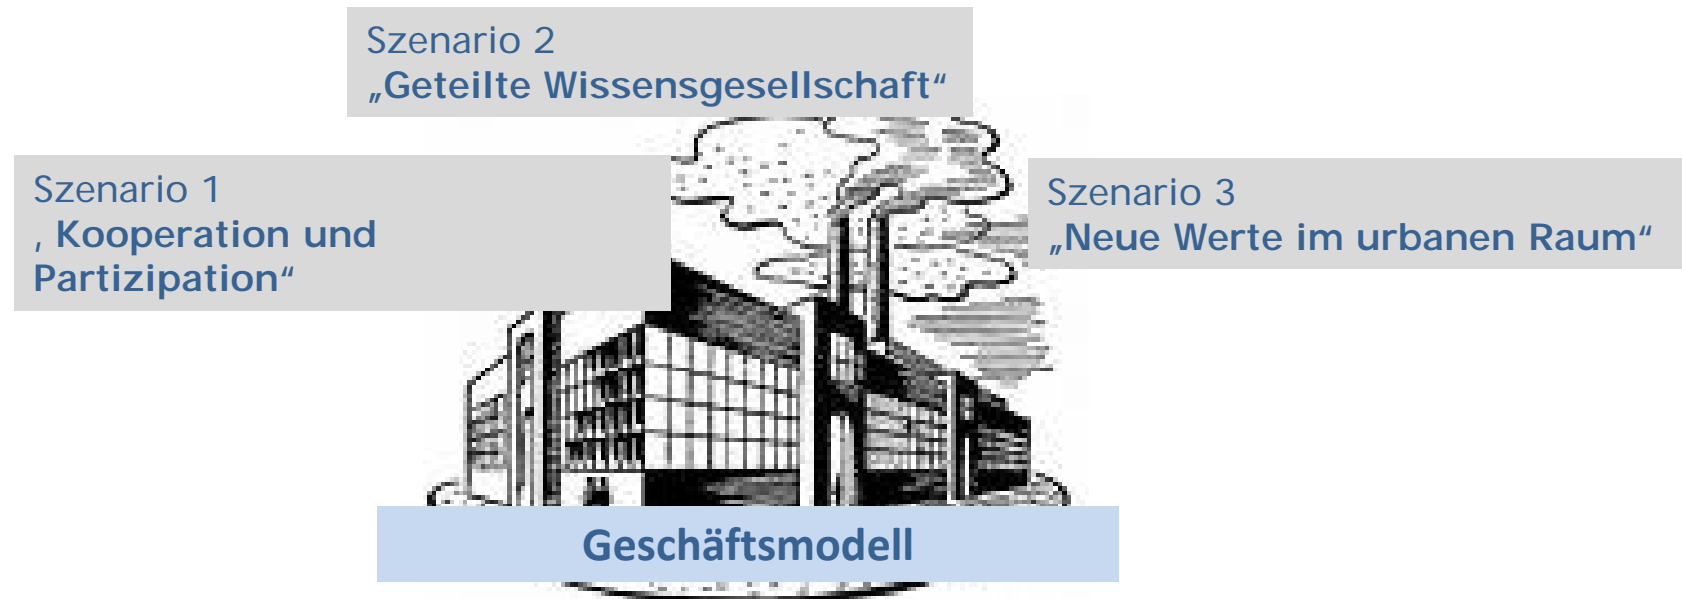 Szenario 2
„Geteilte Wissensgesellschaft“
Szenario 1
‚ Kooperation und
Partizipation“
Szenario 3
„Neue Werte im urbanen Raum“
Geschäftsmodell